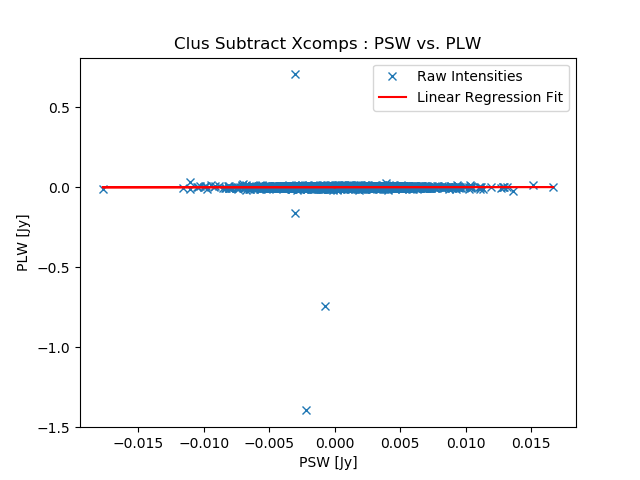 Clus Subtract Xcomps : PSW vs. PLW
Raw Intensities
Linear Regression Fit
0.5
0.0
−0.5
−1.0
−1.5
PLW [Jy]
−0.015
−0.010
−0.005
0.000
0.005
0.010
0.015
PSW [Jy]